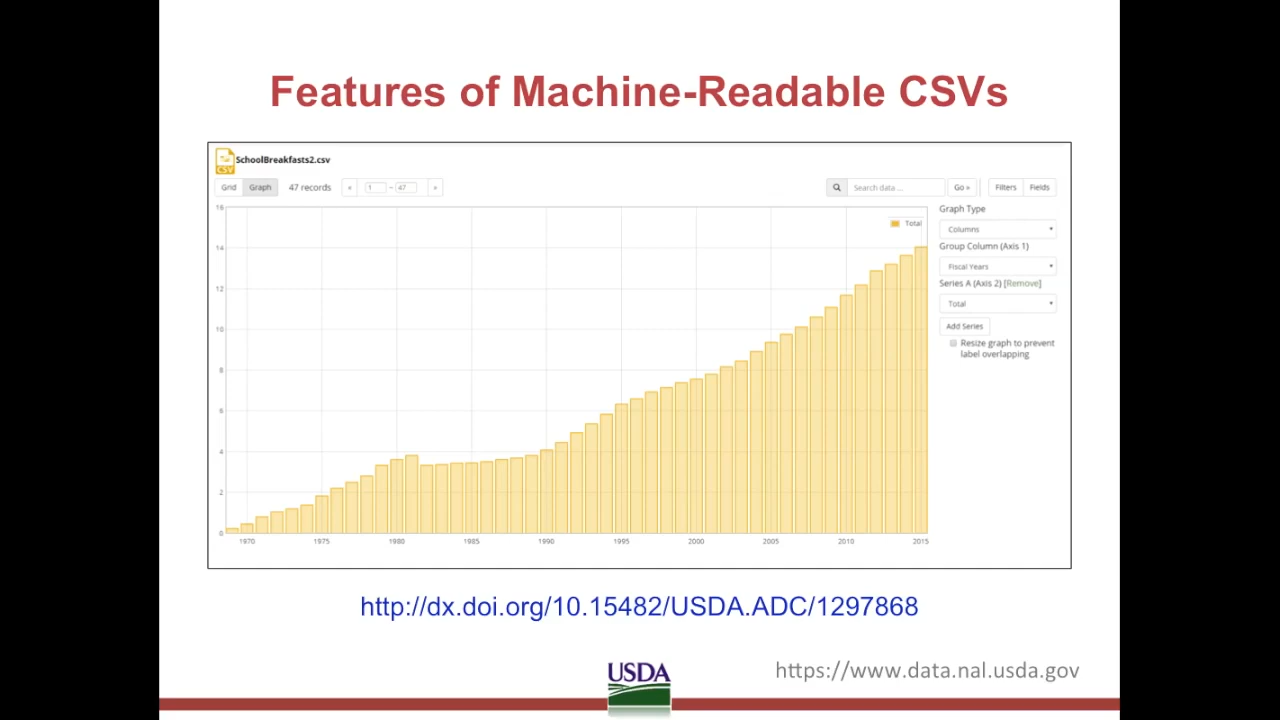 Features of Machine-Readable CSVs
CSV
SchoolBreakfasts2.csv
Grid Graph 47 records « 1 – 47 » Search data ... Go » Filters Fields
Graph Type
Columns
Group Column (Axis 1)
Fiscal Years
Series A (Axis 2) [Remove]
Total
Add Series
Resize graph to prevent
label overlapping
Total
16
14
12
10
8
6
4
2
0
1970 1975 1980 1985 1990 1995 2000 2005 2010 2015
http://dx.doi.org/10.15482/USDA.ADC/1297868
USDA
https://www.data.nal.usda.gov